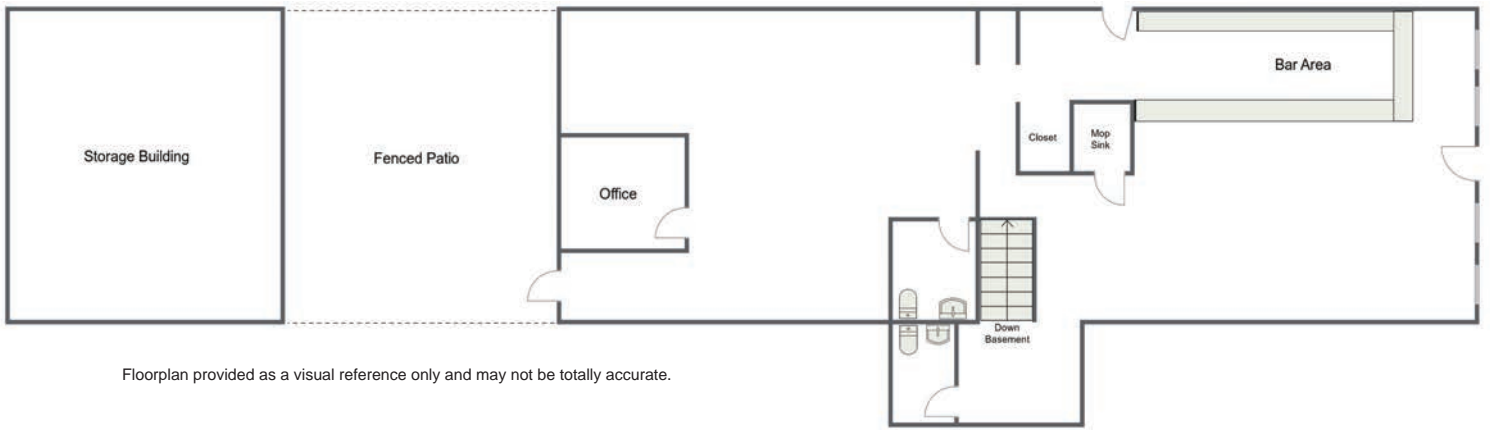 Storage Building
Fenced Patio
Office
Closet
Mop
Sink
Bar Area
Down
Basement
Floorplan provided as a visual reference only and may not be totally accurate.